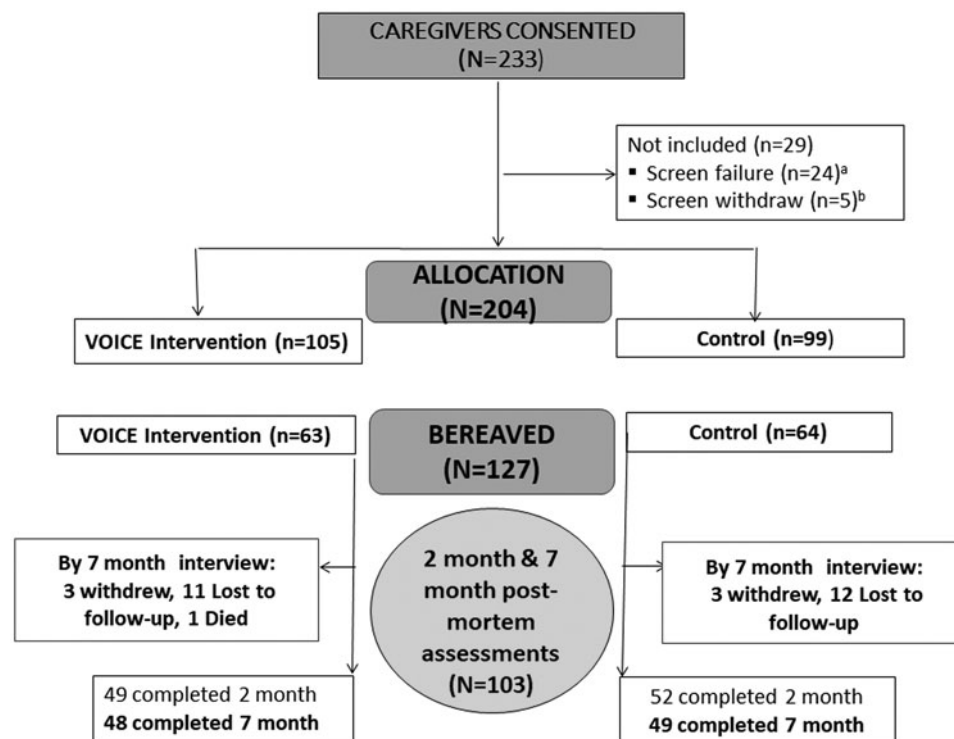 CAREGIVERS CONSENTED
(N=233)
Not included (n=29)
▪ Screen failure (n=24)ᵃ
▪ Screen withdraw (n=5)ᵇ
ALLOCATION
(N=204)
VOICE Intervention (n=105)
Control (n=99)
VOICE Intervention (n=63)
BEREAVED
(N=127)
Control (n=64)
By 7 month interview:
3 withdrew, 11 Lost to
follow-up, 1 Died
2 month & 7
month post-
mortem
assessments
(N=103)
By 7 month interview:
3 withdrew, 12 Lost to
follow-up
49 completed 2 month
48 completed 7 month
52 completed 2 month
49 completed 7 month